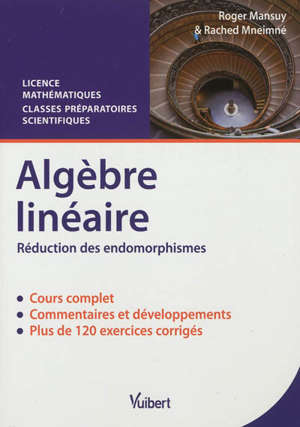 Roger Mansuy
& Rached Mneimné
LICENCE
MATHÉMATIQUES
CLASSES PRÉPARATOIRES
SCIENTIFIQUES
Algèbre
linéaire
Réduction des endomorphismes
• Cours complet
• Commentaires et développements
• Plus de 120 exercices corrigés
Vuibert